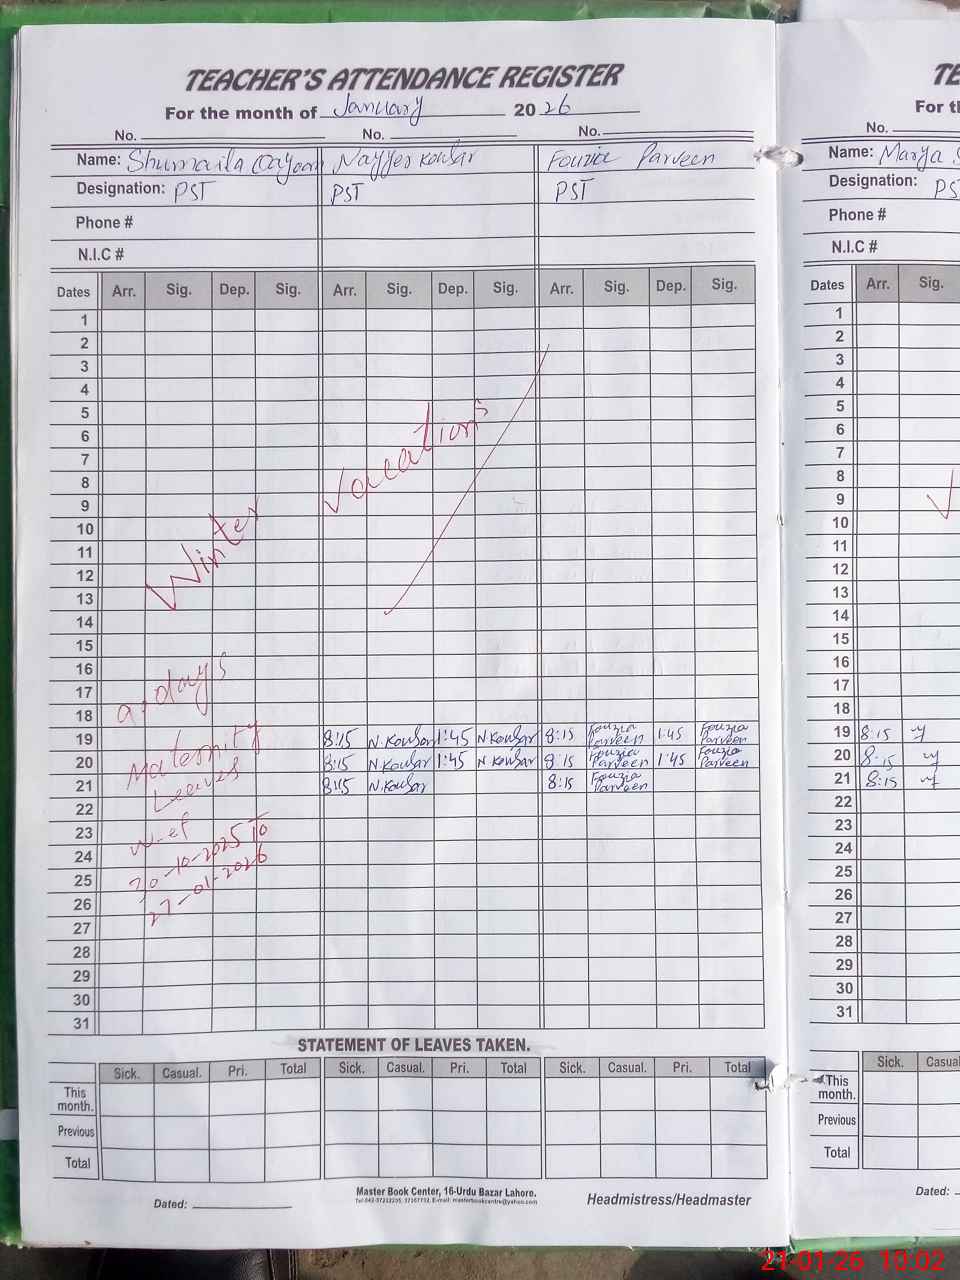 TEACHER'S ATTENDANCE REGISTER
For the month of January 2026
No. No. No.
Name: Shumaila Nayyer Kousar Fouzia Parveen
Designation: PST PST PST
Phone #
N.I.C #
Dates Arr. Sig. Dep. Sig. Arr. Sig. Dep. Sig. Arr. Sig. Dep. Sig.
1
2
3
4
5
6
7
8
9
10
11
12
13
14
15
16
17
18
19 8:15 N.Kousar 1:45 N Kousar 8:15 Fouzia Parveen 1:45 Fouzia Parveen
20 8:15 N Kousar 1:45 N Kousar 8:15 Fouzia Parveen 1:45 Fouzia Parveen
21 8:15 N.Kousar 8:15 Fouzia Parveen
22
23
24
25
26
27
28
29
30
31
Winter Vacations
days
Maternity
Leaves
w.ef
30-10-2025 To
27-01-2026
STATEMENT OF LEAVES TAKEN.
Sick. Casual. Pri. Total Sick. Casual. Pri. Total Sick. Casual. Pri. Total
This month.
Previous
Total
Dated:
Master Book Center, 16-Urdu Bazar Lahore.
Headmistress/Headmaster
TE
For th
No.
Name: Marya S
Designation: PS
Phone #
N.I.C #
Dates Arr. Sig.
1
2
3
4
5
6
7
8
9
10
11
12
13
14
15
16
17
18
19 8:15
20 8:15
21 8:15
22
23
24
25
26
27
28
29
30
31
Sick. Casual
This month.
Previous
Total
Dated:
21-01-26 10:02